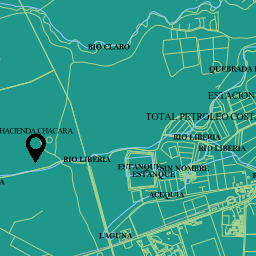 RIO CLARO
QUEBRADA
ESTACION
TOTAL PETROLEO COST
HACIENDA CHACARA
RIO LIBERIA
RIO LIBERIA
RIO LIBERIA
ESTANQUE
SIN NOMBRE
ESTANQUE
ACEQUIA
LAGUNA